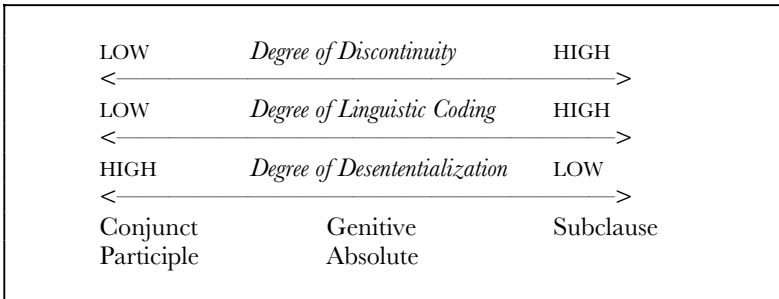 LOW Degree of Discontinuity HIGH
<——————————————————>
LOW Degree of Linguistic Coding HIGH
<——————————————————>
HIGH Degree of Desententialization LOW
<——————————————————>
Conjunct Genitive Subclause
Participle Absolute